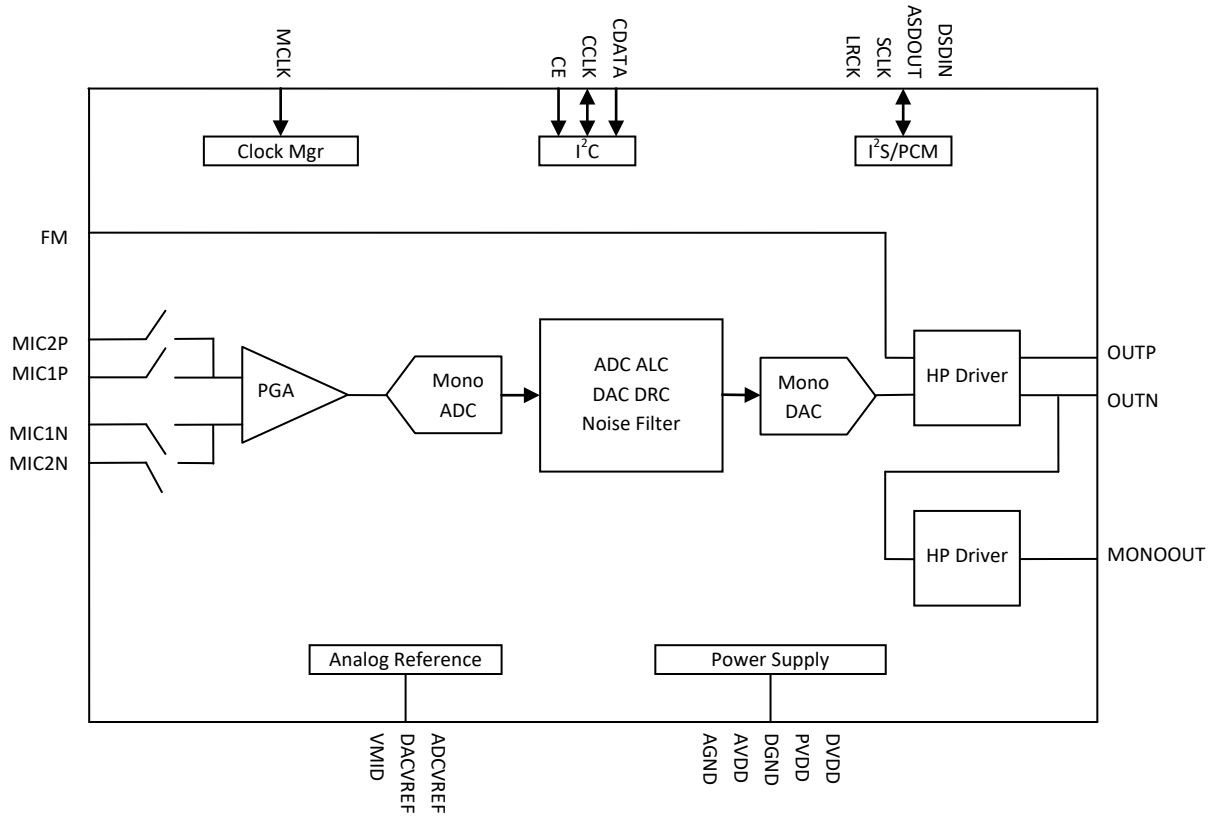 MCLK
CE
CCLK
CDATA
LRCK
SCLK
ASDOUT
DSDIN
Clock Mgr
I²C
I²S/PCM
FM
MIC2P
MIC1P
MIC1N
MIC2N
PGA
Mono
ADC
ADC ALC
DAC DRC
Noise Filter
Mono
DAC
HP Driver
OUTP
OUTN
HP Driver
MONOOUT
Analog Reference
Power Supply
VMID
DACVREF
ADCVREF
AGND
AVDD
DGND
PVDD
DVDD